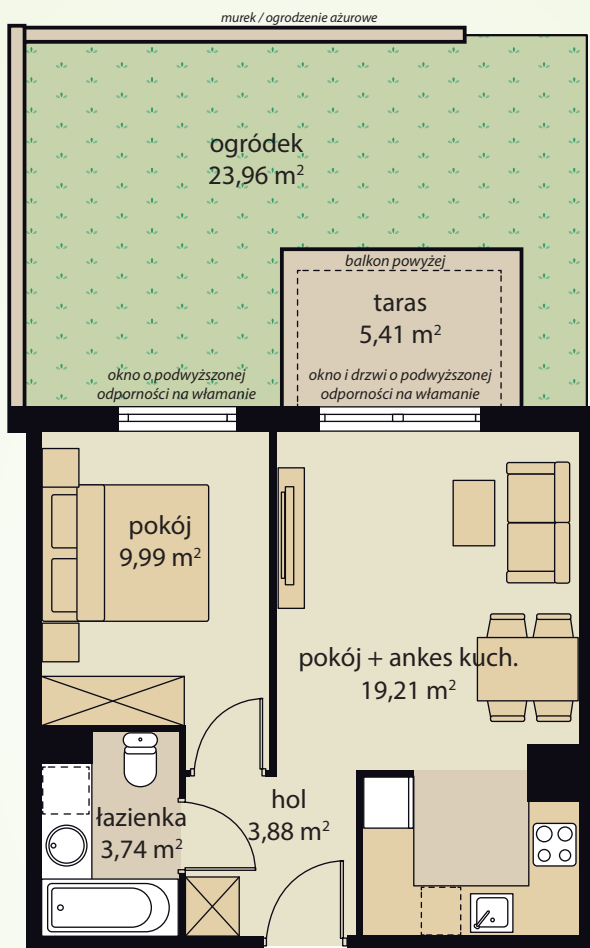 murek / ogrodzenie ażurowe
ogródek
23,96 m²
balkon powyżej
taras
5,41 m²
okno o podwyższonej
odporności na włamanie
okno i drzwi o podwyższonej
odporności na włamanie
pokój
9,99 m²
pokój + ankes kuch.
19,21 m²
hol
3,88 m²
łazienka
3,74 m²